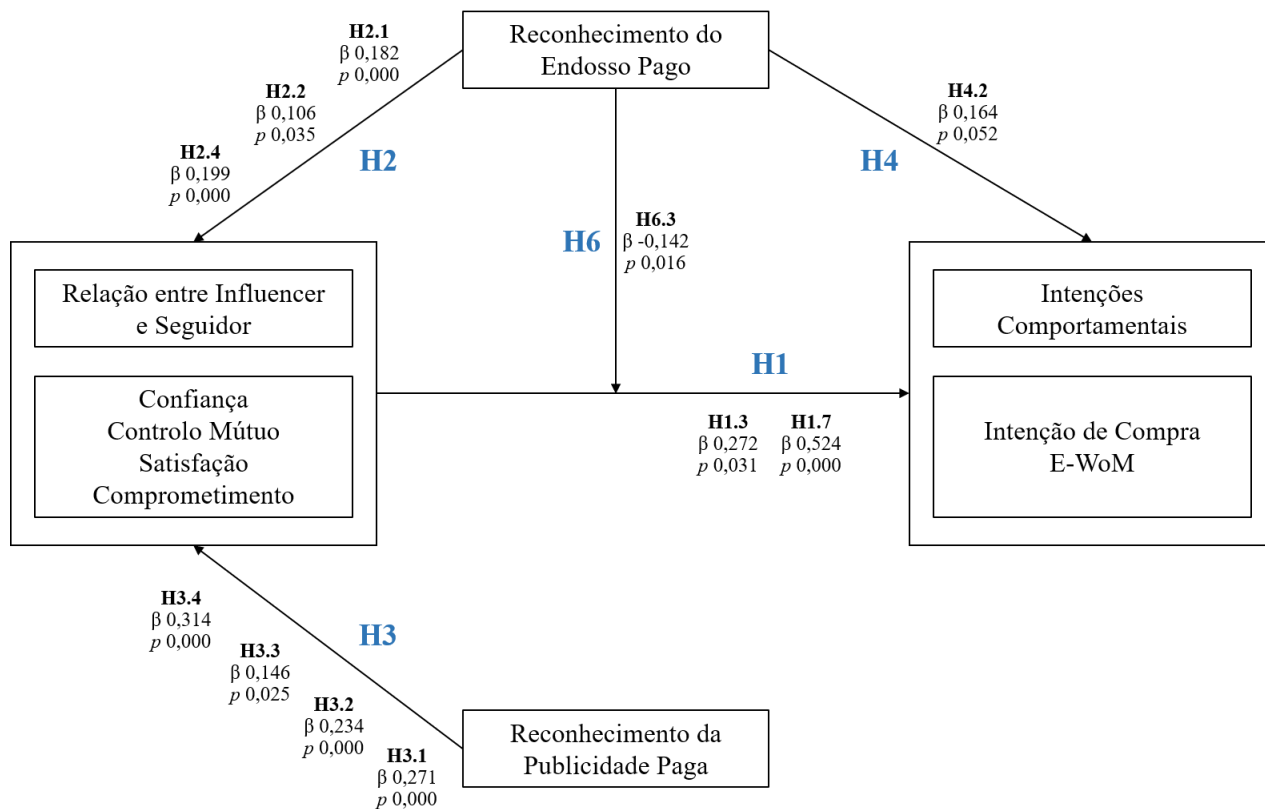 Reconhecimento do
Endosso Pago
H2.1
β 0,182
p 0,000
H2.2
β 0,106
p 0,035
H2.4
β 0,199
p 0,000
H2
H4.2
β 0,164
p 0,052
H4
H6
H6.3
β -0,142
p 0,016
Relação entre Influencer
e Seguidor
Confiança
Controlo Mútuo
Satisfação
Comprometimento
H1
H1.3
β 0,272
p 0,031
H1.7
β 0,524
p 0,000
Intenções
Comportamentais
Intenção de Compra
E-WoM
H3.4
β 0,314
p 0,000
H3
H3.3
β 0,146
p 0,025
H3.2
β 0,234
p 0,000
H3.1
β 0,271
p 0,000
Reconhecimento da
Publicidade Paga